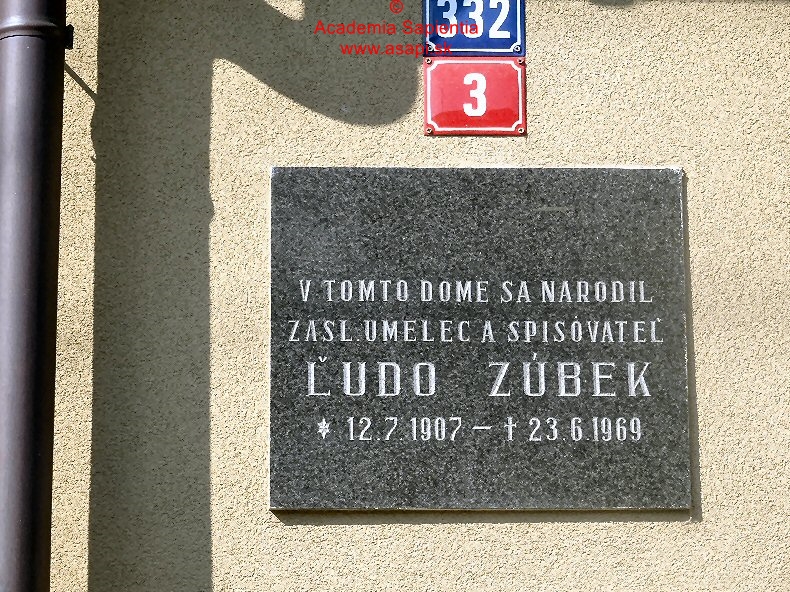 ©
Academia Sapientia
www.asapi.sk
332
3
V TOMTO DOME SA NARODIL
ZASL. UMELEC A SPISOVATEĽ
ĽUDO ZÚBEK
* 12.7.1907 – † 23.6.1969